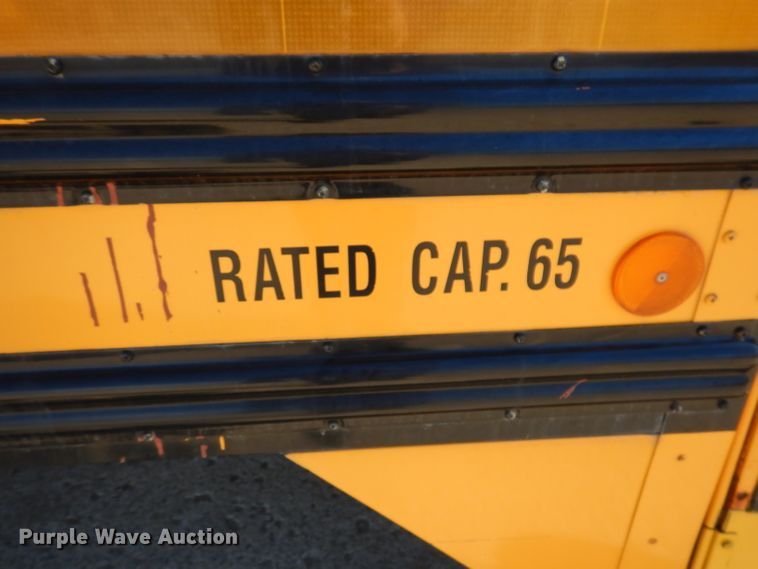 RATED CAP. 65
Purple Wave Auction